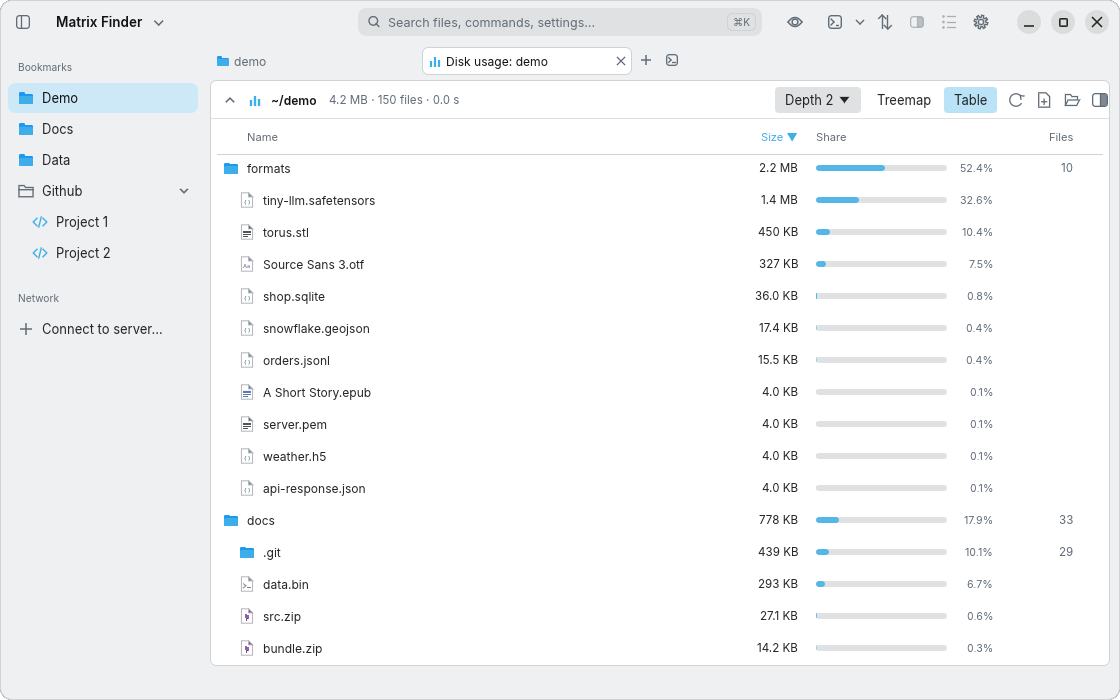 Matrix Finder
Search files, commands, settings...
⌘K
Bookmarks
Demo
Docs
Data
Github
Project 1
Project 2
Network
Connect to server...
demo
Disk usage: demo
~/demo 4.2 MB · 150 files · 0.0 s
Depth 2 ▼ Treemap Table
Name Size ▼ Share Files
formats 2.2 MB 52.4% 10
tiny-llm.safetensors 1.4 MB 32.6%
torus.stl 450 KB 10.4%
Source Sans 3.otf 327 KB 7.5%
shop.sqlite 36.0 KB 0.8%
snowflake.geojson 17.4 KB 0.4%
orders.jsonl 15.5 KB 0.4%
A Short Story.epub 4.0 KB 0.1%
server.pem 4.0 KB 0.1%
weather.h5 4.0 KB 0.1%
api-response.json 4.0 KB 0.1%
docs 778 KB 17.9% 33
.git 439 KB 10.1% 29
data.bin 293 KB 6.7%
src.zip 27.1 KB 0.6%
bundle.zip 14.2 KB 0.3%